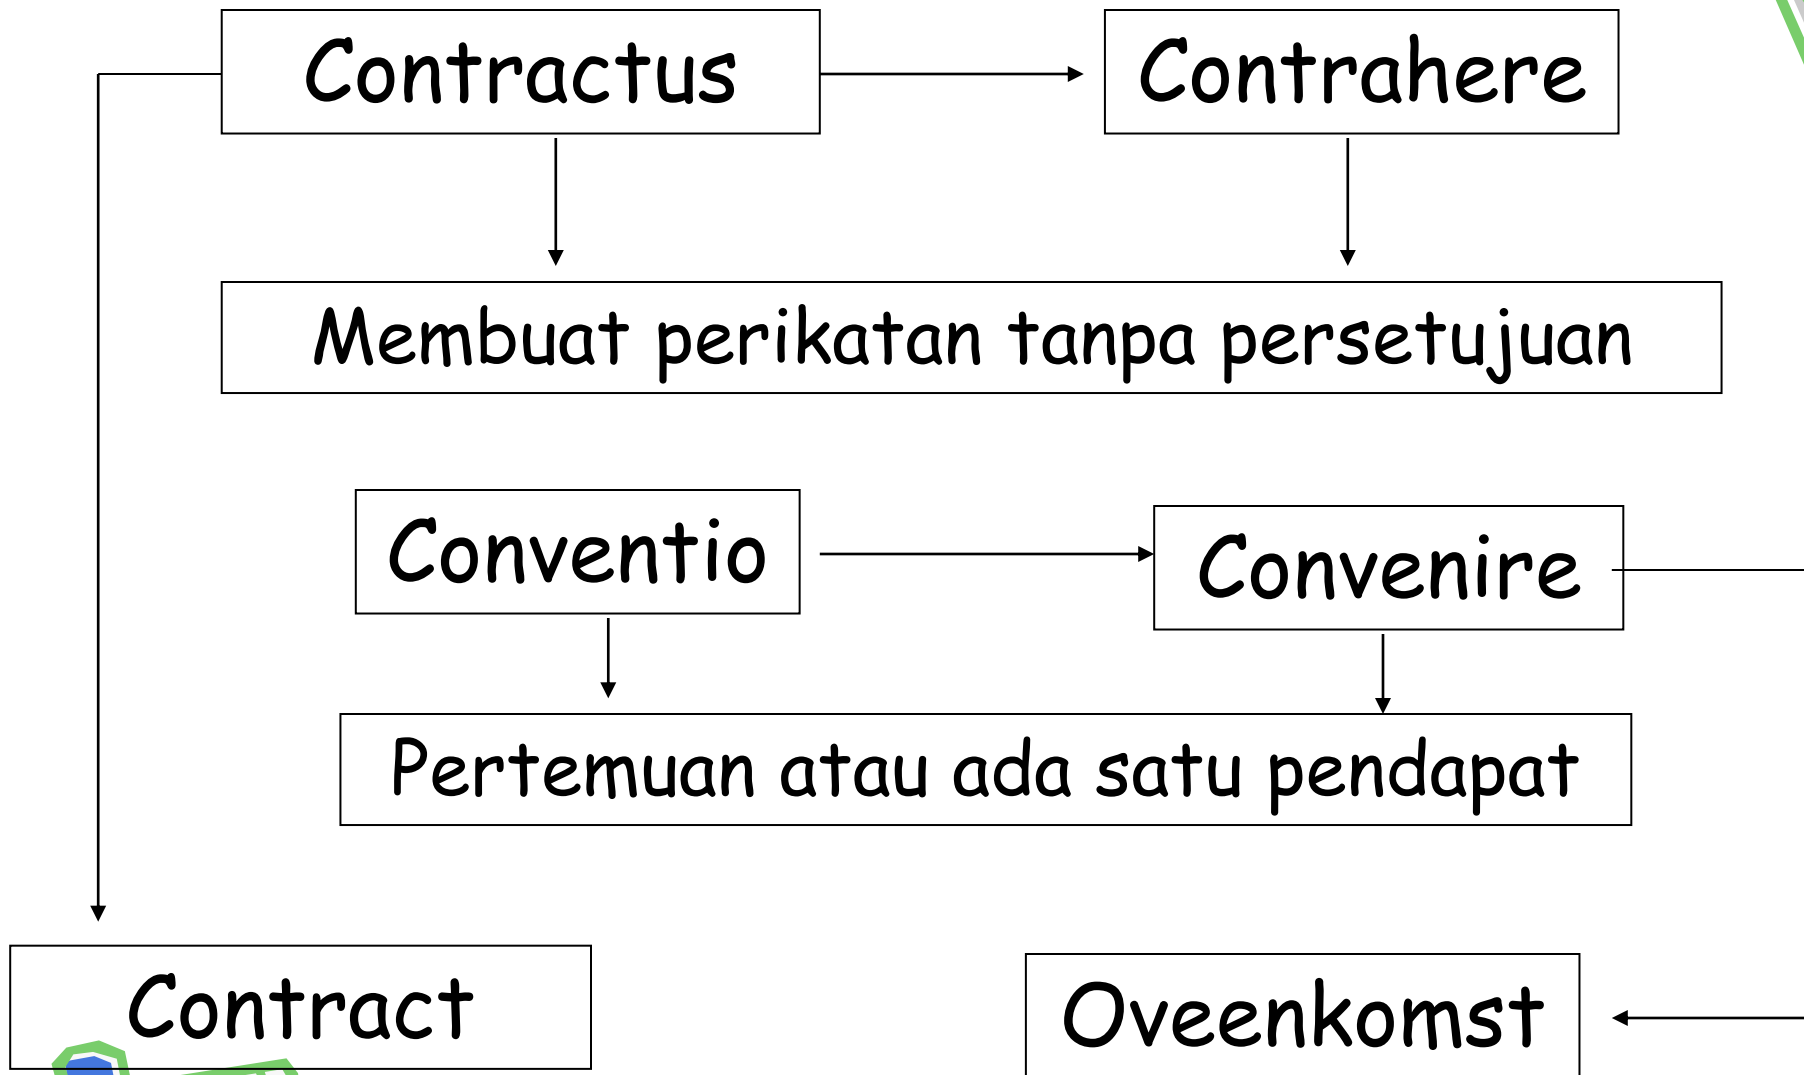 Contractus
Contrahere
Membuat perikatan tanpa persetujuan
Conventio
Convenire
Pertemuan atau ada satu pendapat
Contract
Oveenkomst